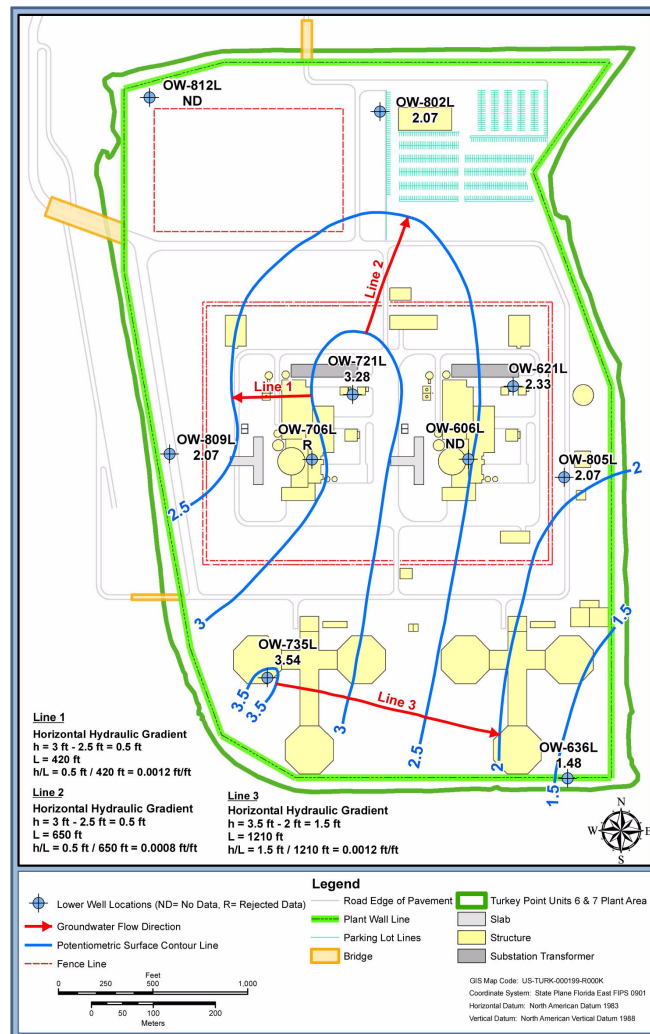 OW-812L
ND
OW-802L
2.07
Line 2
OW-721L
3.28
OW-621L
2.33
Line 1
OW-706L
R
OW-606L
ND
OW-809L
2.07
OW-805L
2.07
2
2.5
3
1.5
OW-735L
3.54
3.5
3.5
Line 3
3
2.5
2
OW-636L
1.48
1.5
Line 1
Horizontal Hydraulic Gradient
h = 3 ft - 2.5 ft = 0.5 ft
L = 420 ft
h/L = 0.5 ft / 420 ft = 0.0012 ft/ft
Line 2
Horizontal Hydraulic Gradient
h = 3 ft - 2.5 ft = 0.5 ft
L = 650 ft
h/L = 0.5 ft / 650 ft = 0.0008 ft/ft
Line 3
Horizontal Hydraulic Gradient
h = 3.5 ft - 2 ft = 1.5 ft
L = 1210 ft
h/L = 1.5 ft / 1210 ft = 0.0012 ft/ft
N
W E
S
Legend
Lower Well Locations (ND= No Data, R= Rejected Data)
Groundwater Flow Direction
Potentiometric Surface Contour Line
Fence Line
Road Edge of Pavement
Plant Wall Line
Parking Lot Lines
Bridge
Turkey Point Units 6 & 7 Plant Area
Slab
Structure
Substation Transformer
Feet
0 250 500 1,000
0 50 100 200
Meters
GIS Map Code: US-TURK-000199-R000K
Coordinate System: State Plane Florida East FIPS 0901
Horizontal Datum: North American Datum 1983
Vertical Datum: North American Vertical Datum 1988